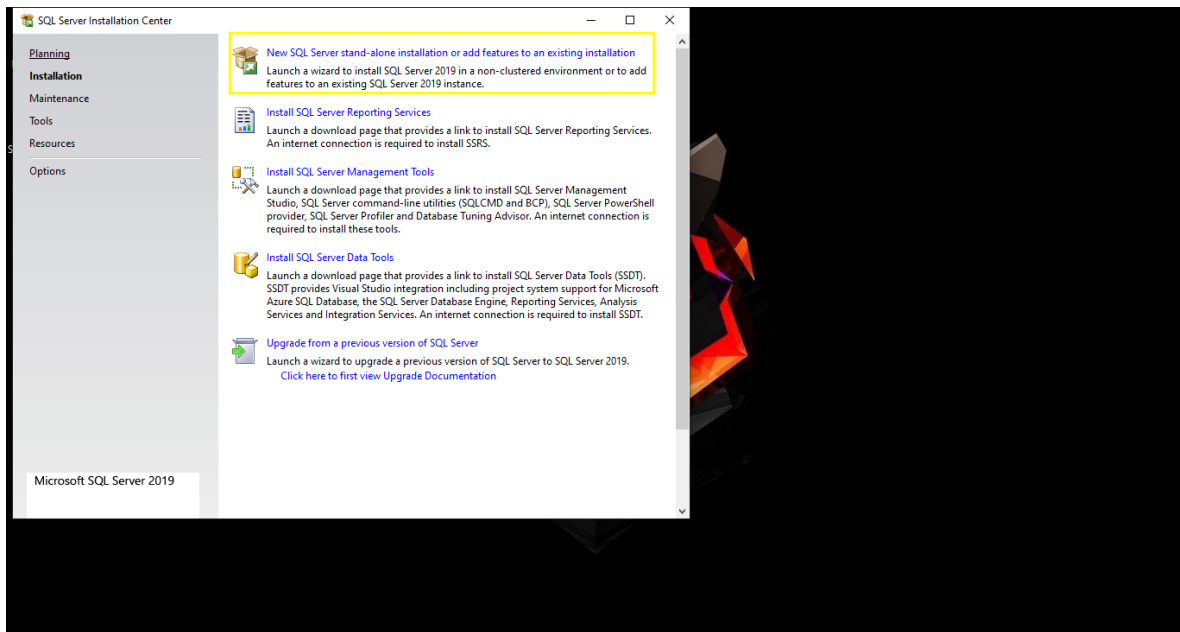 SQL Server Installation Center
Planning
Installation
Maintenance
Tools
Resources
Options
Microsoft SQL Server 2019
New SQL Server stand-alone installation or add features to an existing installation
Launch a wizard to install SQL Server 2019 in a non-clustered environment or to add
features to an existing SQL Server 2019 instance.
Install SQL Server Reporting Services
Launch a download page that provides a link to install SQL Server Reporting Services.
An internet connection is required to install SSRS.
Install SQL Server Management Tools
Launch a download page that provides a link to install SQL Server Management
Studio, SQL Server command-line utilities (SQLCMD and BCP), SQL Server PowerShell
provider, SQL Server Profiler and Database Tuning Advisor. An internet connection is
required to install these tools.
Install SQL Server Data Tools
Launch a download page that provides a link to install SQL Server Data Tools (SSDT).
SSDT provides Visual Studio integration including project system support for Microsoft
Azure SQL Database, the SQL Server Database Engine, Reporting Services, Analysis
Services and Integration Services. An internet connection is required to install SSDT.
Upgrade from a previous version of SQL Server
Launch a wizard to upgrade a previous version of SQL Server to SQL Server 2019.
Click here to first view Upgrade Documentation